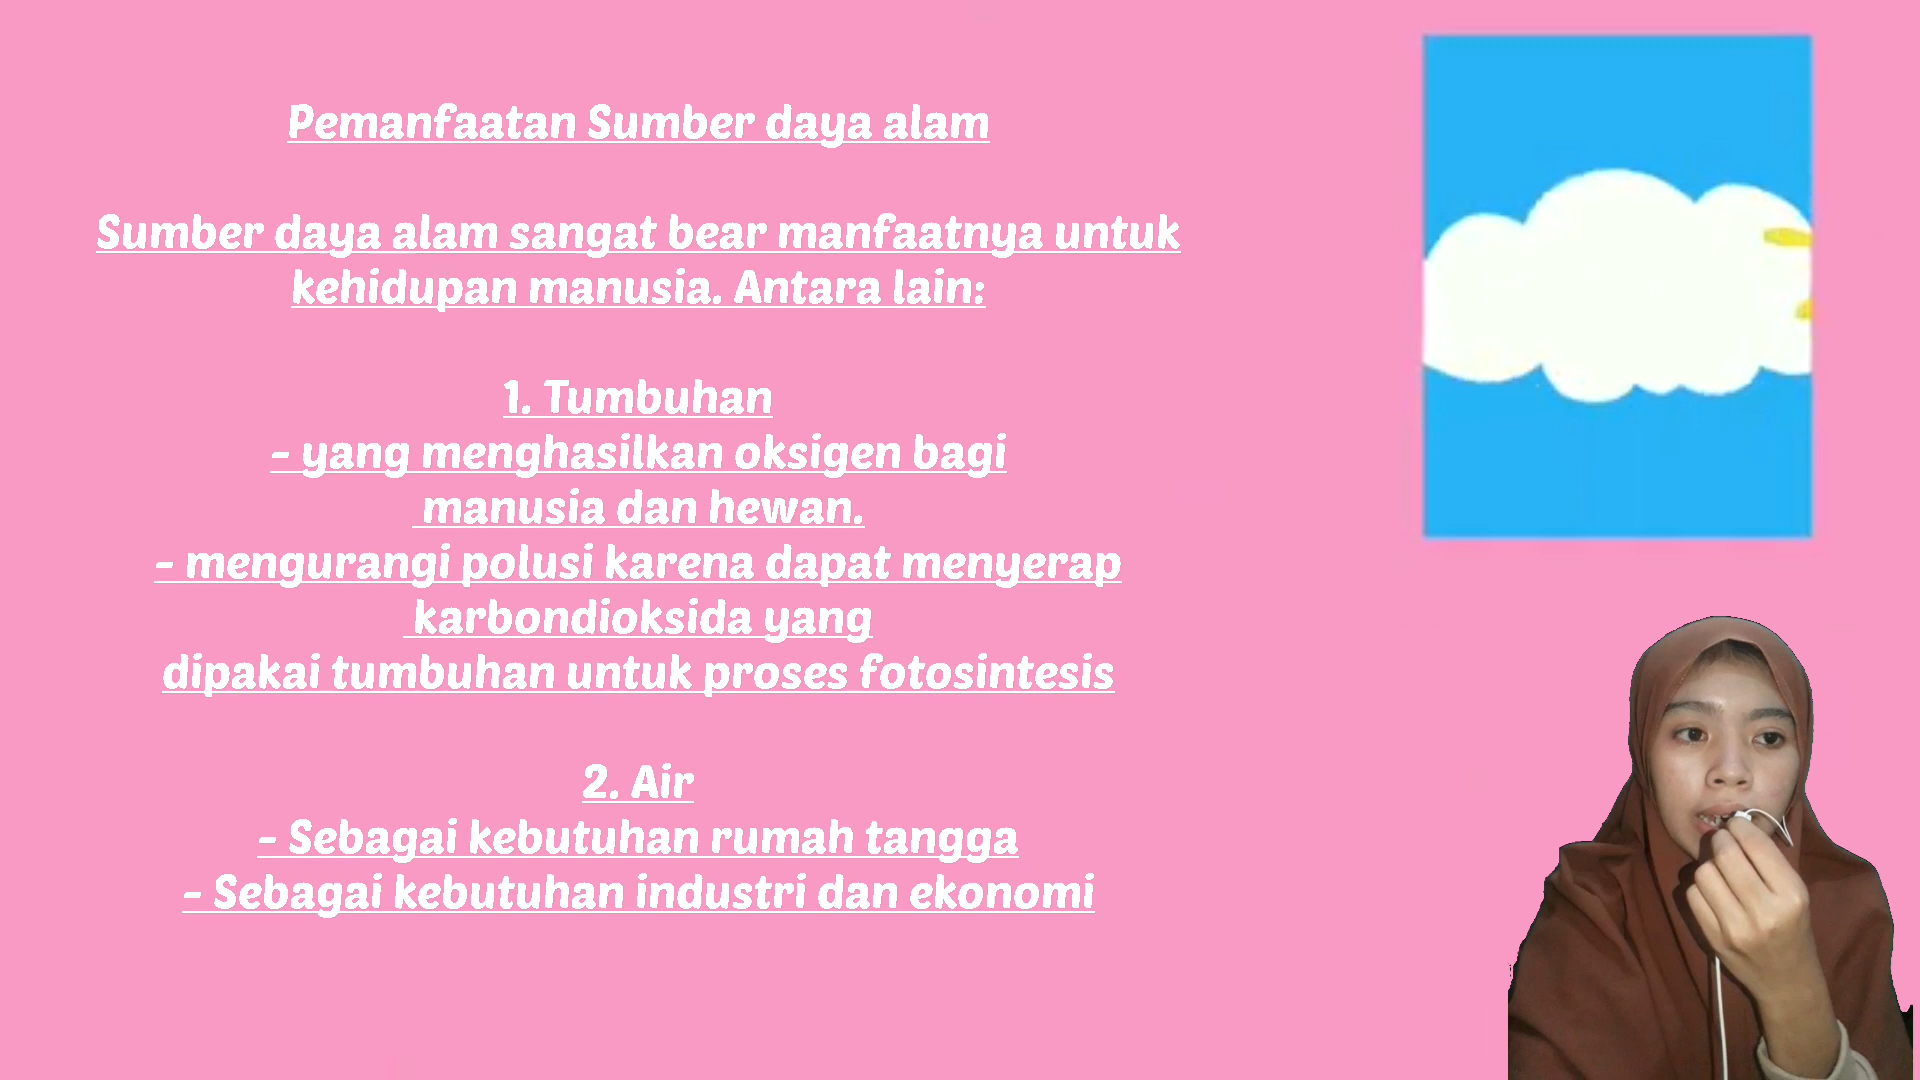 Pemanfaatan Sumber daya alam
Sumber daya alam sangat bear manfaatnya untuk
kehidupan manusia. Antara lain:
1. Tumbuhan
- yang menghasilkan oksigen bagi
manusia dan hewan.
- mengurangi polusi karena dapat menyerap
karbondioksida yang
dipakai tumbuhan untuk proses fotosintesis
2. Air
- Sebagai kebutuhan rumah tangga
- Sebagai kebutuhan industri dan ekonomi